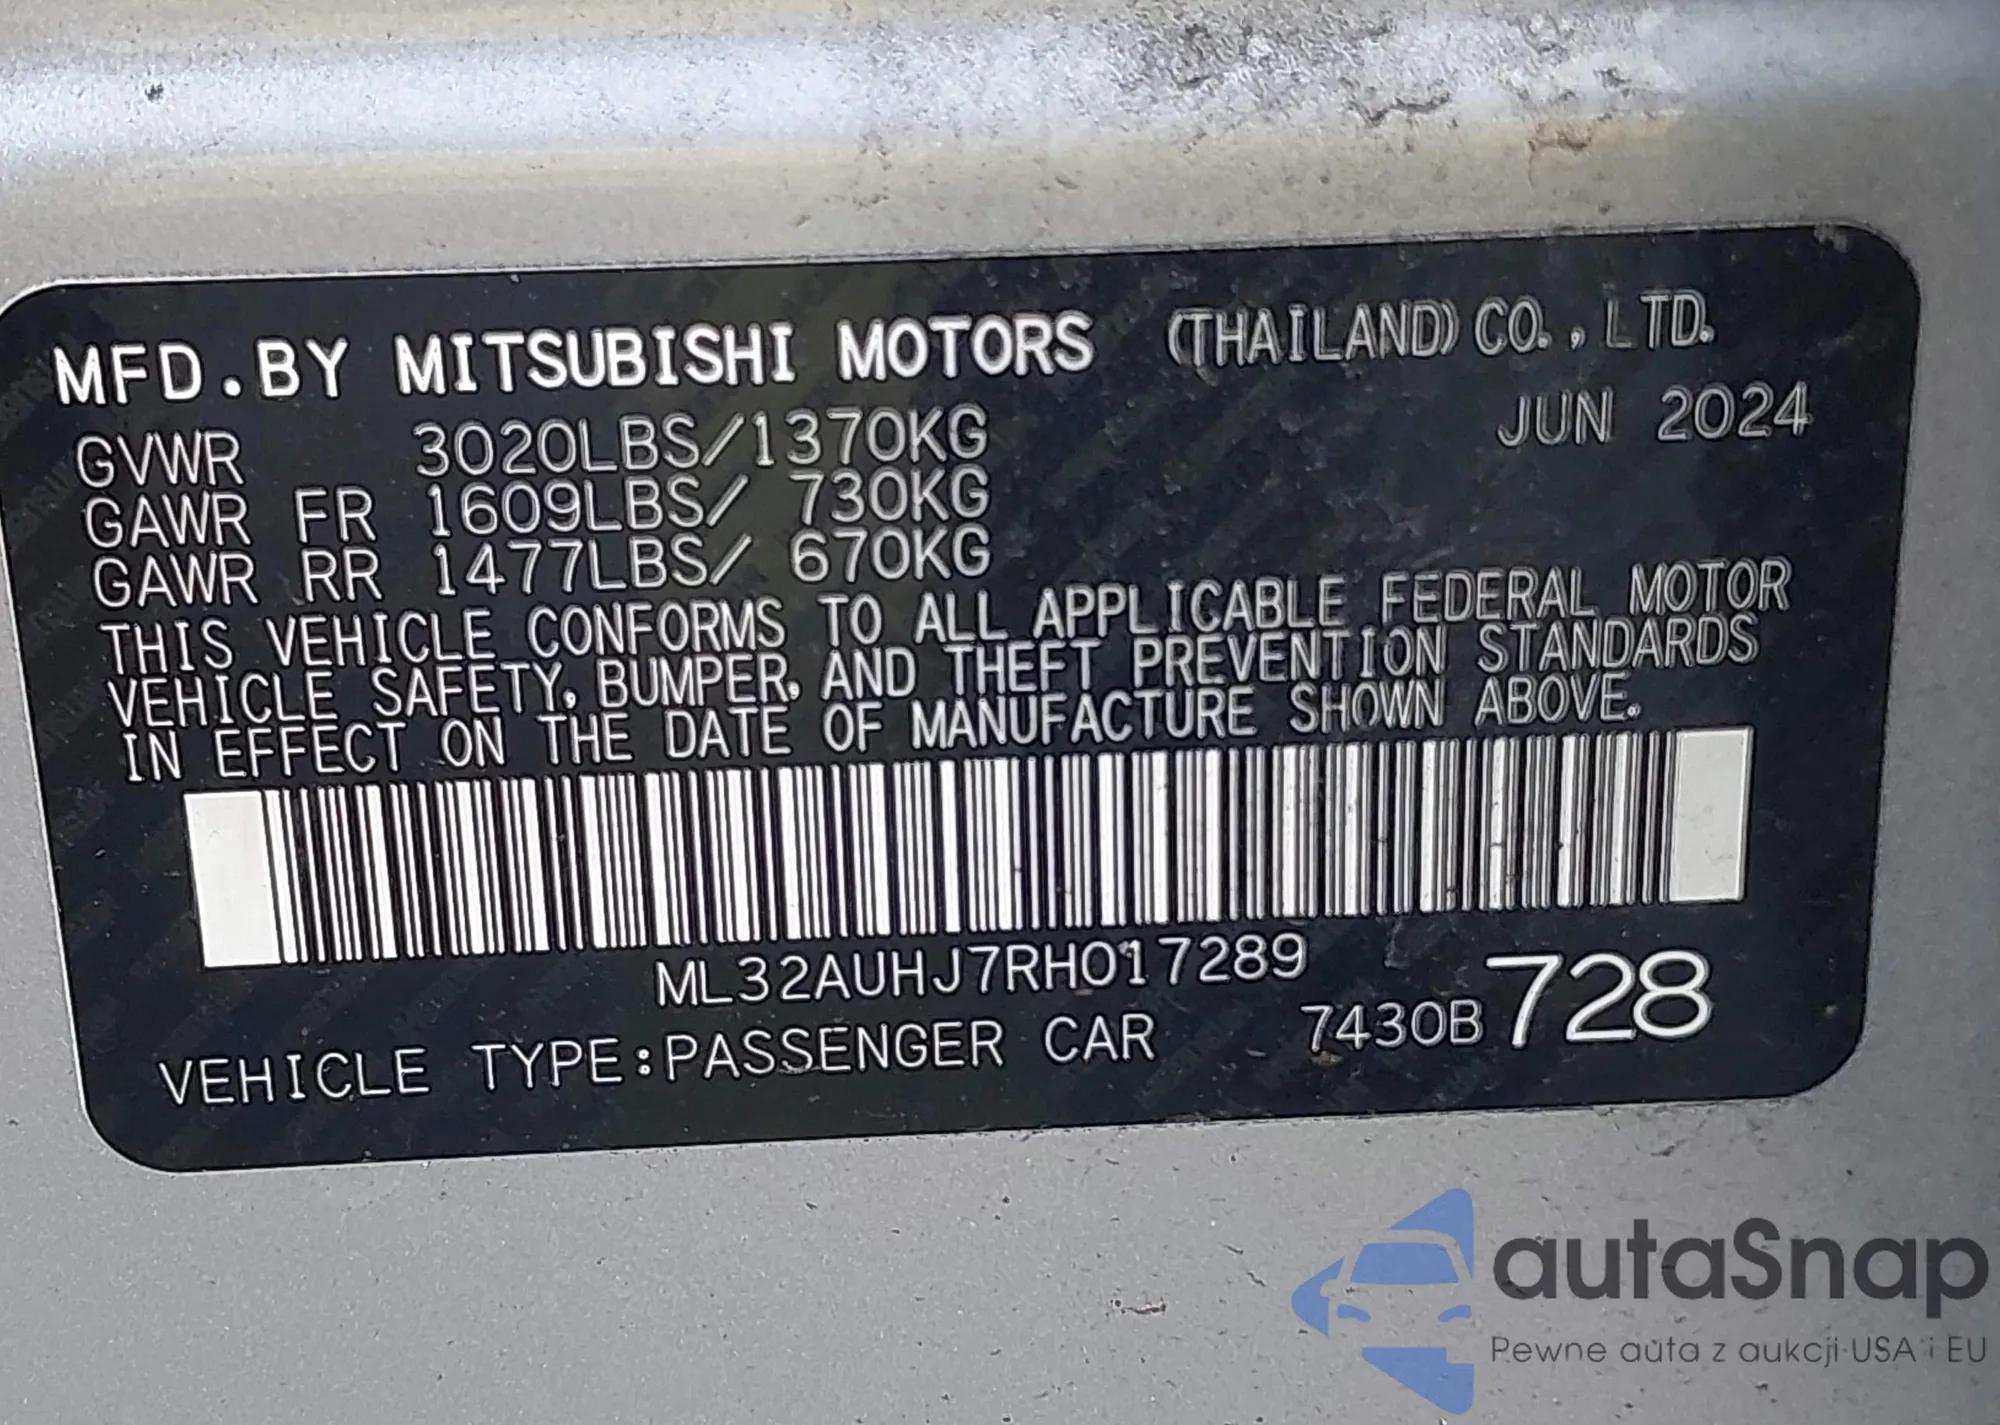 MFD.BY MITSUBISHI MOTORS (THAILAND) CO., LTD.
JUN 2024
GVWR 3020LBS/1370KG
GAWR FR 1609LBS/ 730KG
GAWR RR 1477LBS/ 670KG
THIS VEHICLE CONFORMS TO ALL APPLICABLE FEDERAL MOTOR
VEHICLE SAFETY, BUMPER, AND THEFT PREVENTION STANDARDS
IN EFFECT ON THE DATE OF MANUFACTURE SHOWN ABOVE.
ML32AUHJ7RH017289
VEHICLE TYPE:PASSENGER CAR 7430B 728
autaSnap
Pewne auta z aukcji USA i EU